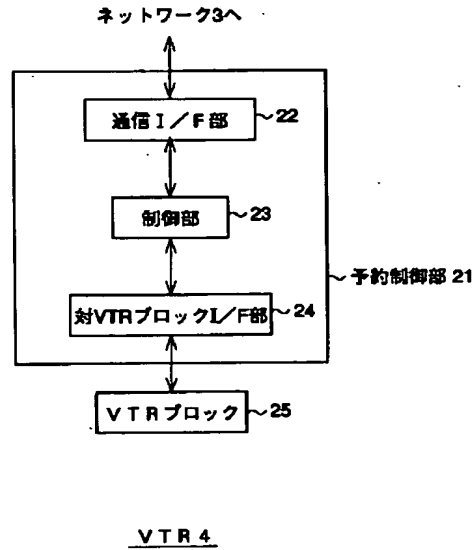 ネットワーク3へ
通信I／F部 22
制御部 23
予約制御部 21
対VTRブロックI／F部 24
VTRブロック 25
VTR4